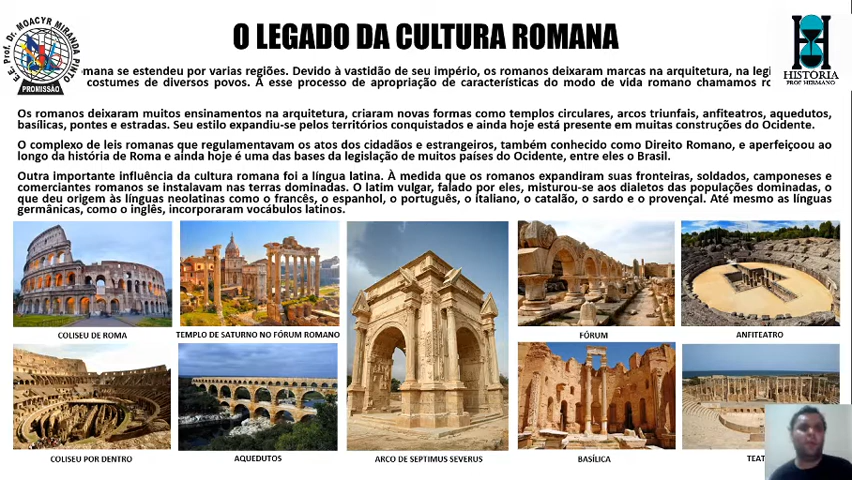 O LEGADO DA CULTURA ROMANA
E.E. Prof. Dr. MOACYR MIRANDA PINTO
PROMISSÃO
HISTORIA
PROF HERMANO
se estendeu por varias regiões. Devido à vastidão de seu império, os romanos deixaram marcas na arquitetura, na
costumes de diversos povos. A esse processo de apropriação de características do modo de vida romano chamamos
Os romanos deixaram muitos ensinamentos na arquitetura, criaram novas formas como templos circulares, arcos triunfais, anfiteatros, aquedutos,
basílicas, pontes e estradas. Seu estilo expandiu-se pelos territórios conquistados e ainda hoje está presente em muitas construções do Ocidente.
O complexo de leis romanas que regulamentavam os atos dos cidadãos e estrangeiros, também conhecido como Direito Romano, e aperfeiçoou ao
longo da história de Roma e ainda hoje é uma das bases da legislação de muitos países do Ocidente, entre eles o Brasil.
Outra importante influência da cultura romana foi a língua latina. À medida que os romanos expandiram suas fronteiras, soldados, camponeses e
comerciantes romanos se instalavam nas terras dominadas. O latim vulgar, falado por eles, misturou-se aos dialetos das populações dominadas, o
que deu origem às línguas neolatinas como o francês, o espanhol, o português, o italiano, o catalão, o sardo e o provençal. Até mesmo as línguas
germânicas, como o inglês, incorporaram vocábulos latinos.
COLISEU DE ROMA
TEMPLO DE SATURNO NO FÓRUM ROMANO
FÓRUM
ANFITEATRO
COLISEU POR DENTRO
AQUEDUTOS
ARCO DE SEPTIMUS SEVERUS
BASÍLICA